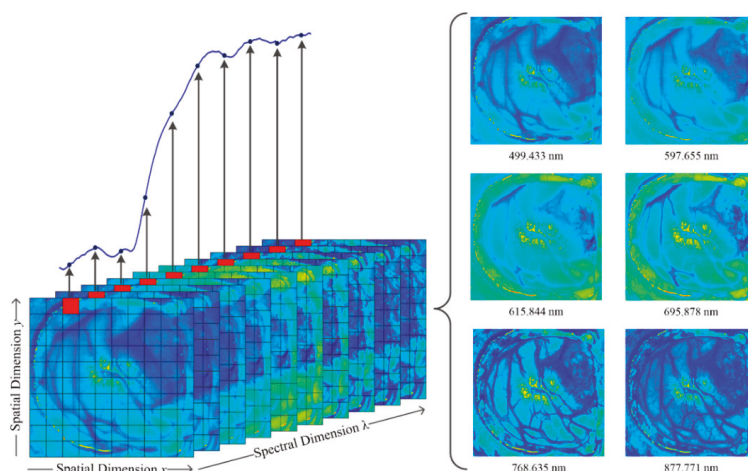 499.433 nm
597.655 nm
615.844 nm
695.878 nm
768.635 nm
877.771 nm
Spatial Dimension y
Spatial Dimension x
Spectral Dimension λ